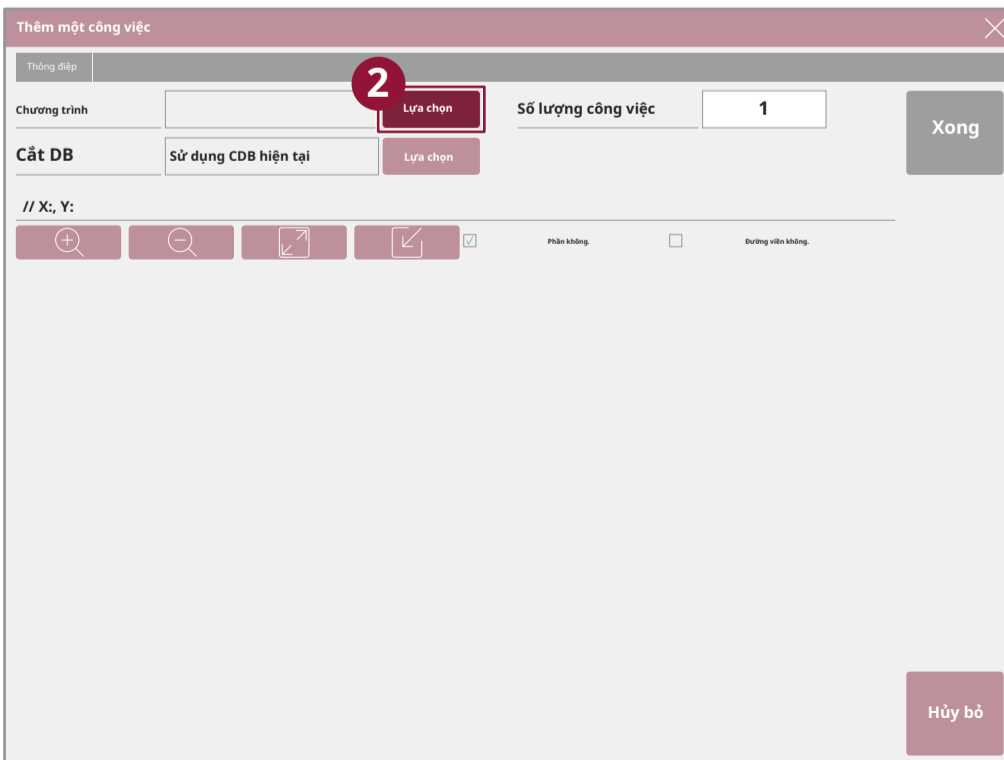 Thêm một công việc
Thông điệp
2
Chương trình
Lựa chọn
Số lượng công việc
1
Xong
Cắt DB
Sử dụng CDB hiện tại
Lựa chọn
// X:, Y:
Phần không.
Đường viền không.
Hủy bỏ